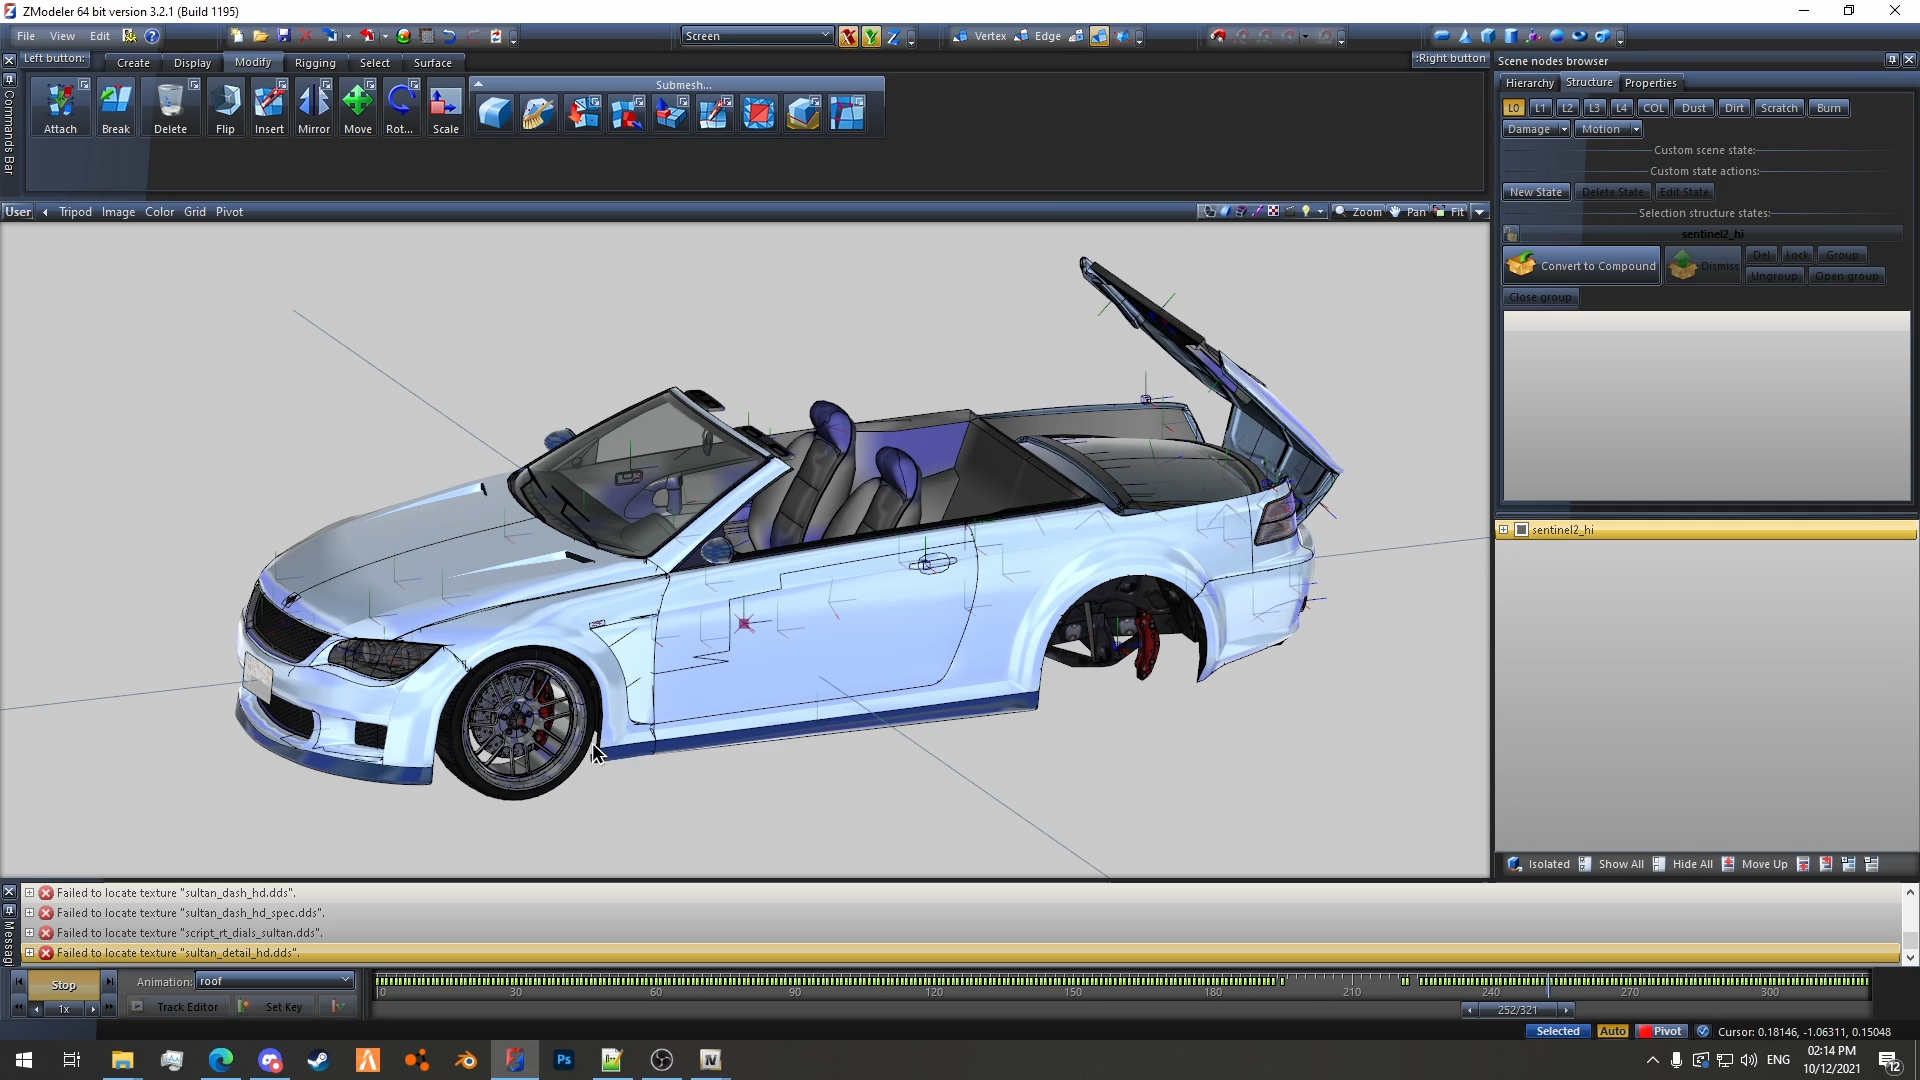 ZModeler 64 bit version 3.2.1 (Build 1195)
File View Edit
Screen
Vertex Edge
Left button:
Create Display Modify Rigging Select Surface
:Right button
Commands Bar
Attach Break Delete Flip Insert Mirror Move Rot... Scale
Submesh...
User Tripod Image Color Grid Pivot
Zoom Pan Fit
Scene nodes browser
Hierarchy Structure Properties
L0 L1 L2 L3 L4 COL Dust Dirt Scratch Burn
Damage Motion
Custom scene state:
Custom state actions:
New State Delete State Edit State
Selection structure states:
sentinel2_hi
Convert to Compound Dismiss Del Lock Group
Ungroup Open group
Close group
sentinel2_hi
Isolated Show All Hide All Move Up
Messagi
Failed to locate texture "sultan_dash_hd.dds".
Failed to locate texture "sultan_dash_hd_spec.dds".
Failed to locate texture "script_rt_dials_sultan.dds".
Failed to locate texture "sultan_detail_hd.dds".
Stop
Animation: roof
1x
Track Editor Set Key
0 30 60 90 120 150 180 210 240 270 300
252/321
Selected Auto Pivot Cursor: 0.18146, -1.06311, 0.15048
Ps
IV
ENG
02:14 PM
10/12/2021
12